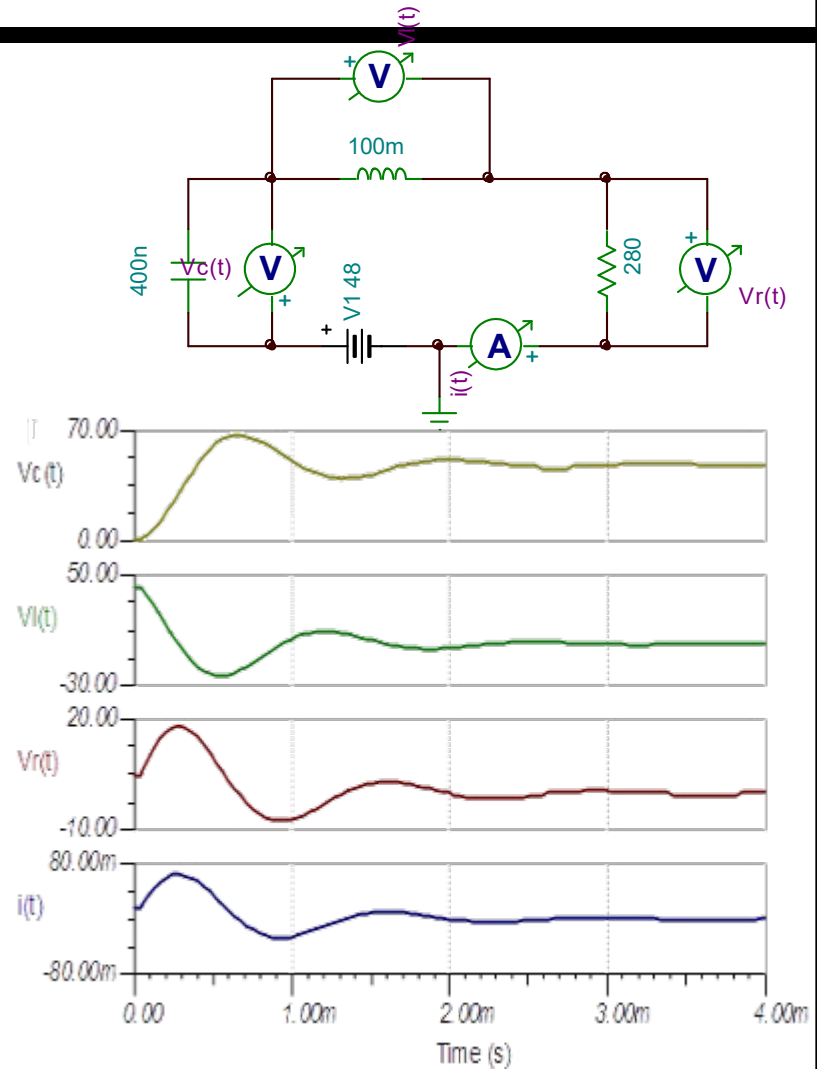 Vl(t)
+
V
100m
400n
Vc(t)
V
+
V1 48
+
A
+
i(t)
280
+
V
Vr(t)
70.00
Vc(t)
0.00
50.00
Vl(t)
-30.00
20.00
Vr(t)
-10.00
80.00m
i(t)
-80.00m
0.00 1.00m 2.00m 3.00m 4.00m
Time (s)